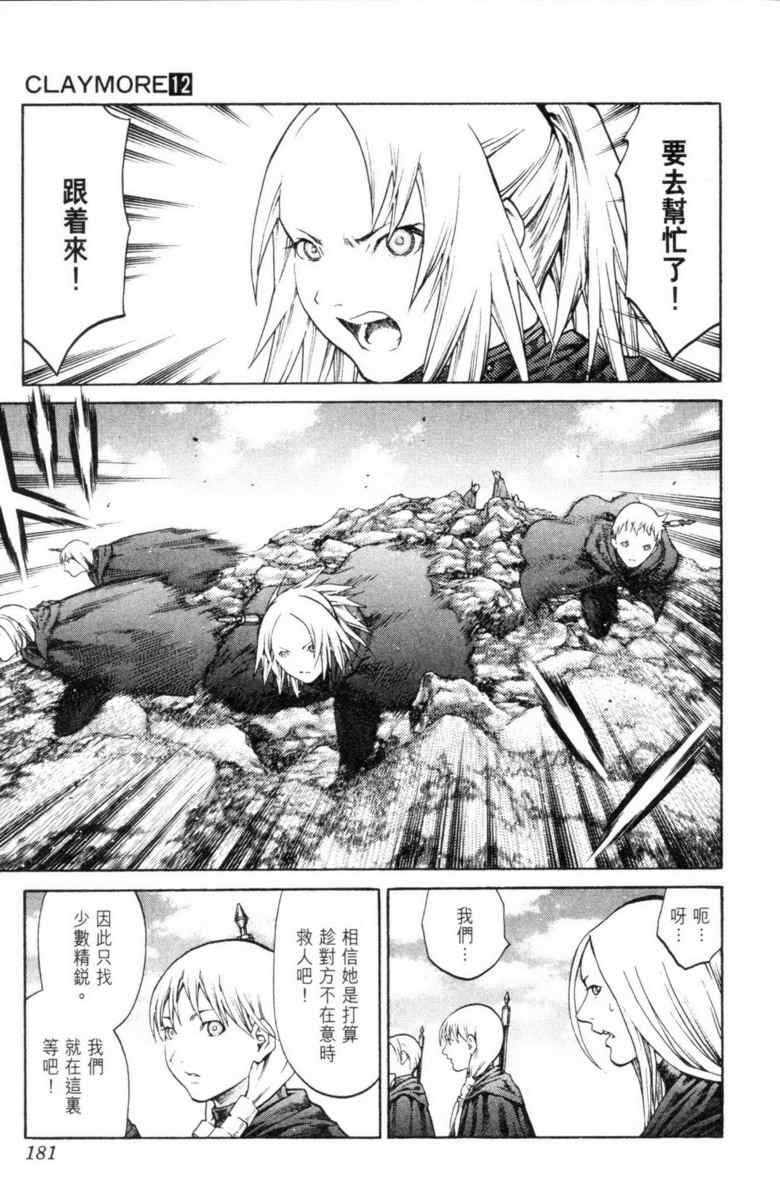 CLAYMORE 12
要去幫忙了！
跟着來！
呃…
呀…
我們…
相信她是打算
趁對方不在意時
救人吧！
因此只找
少數精銳。
我們
就在這裏
等吧！
181